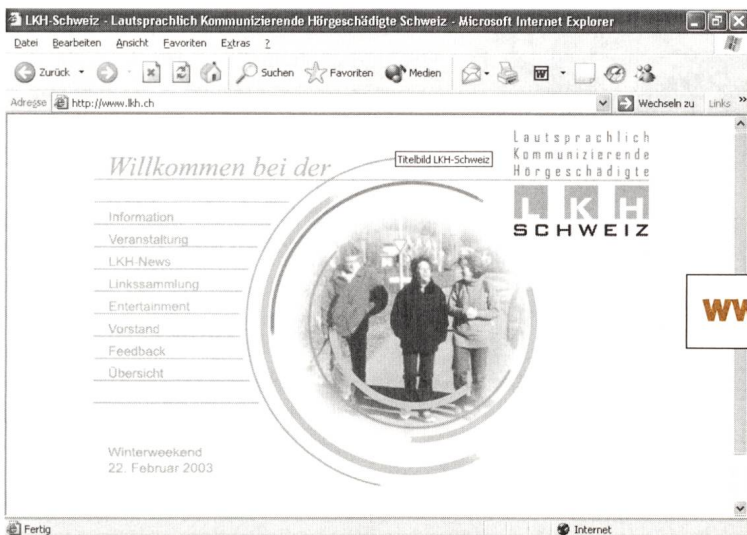 LKH-Schweiz - Lautsprachlich Kommunizierende Hörgeschädigte Schweiz - Microsoft Internet Explorer
Datei Bearbeiten Ansicht Favoriten Extras ?
Zurück Suchen Favoriten Medien
Adresse http://www.lkh.ch Wechseln zu Links »
Willkommen bei der
Titelbild LKH-Schweiz
Lautsprachlich
Kommunizierende
Hörgeschädigte
LKH
SCHWEIZ
Information
Veranstaltung
LKH-News
Linkssammlung
Entertainment
Vorstand
Feedback
Übersicht
Winterweekend
22. Februar 2003
Fertig Internet